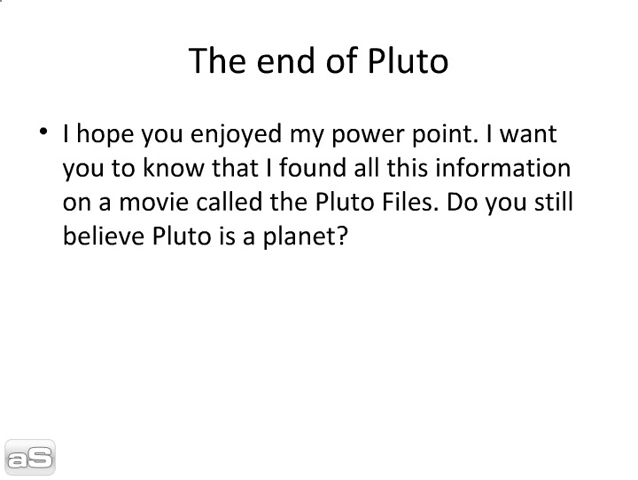 The end of Pluto
• I hope you enjoyed my power point. I want
you to know that I found all this information
on a movie called the Pluto Files. Do you still
believe Pluto is a planet?
aS